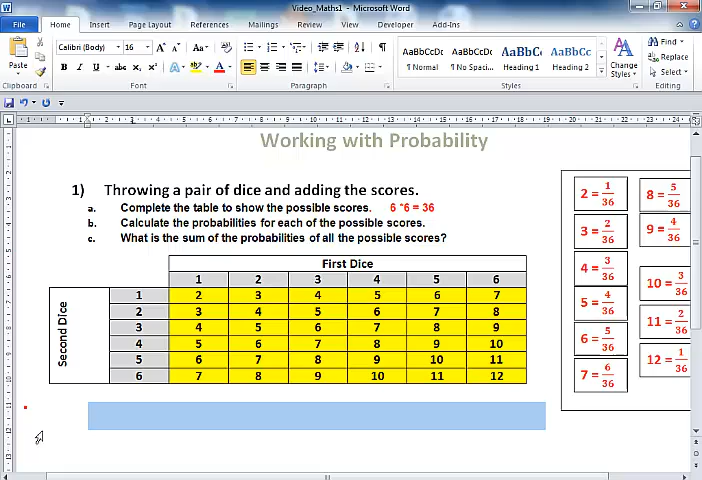 Video_Maths1 - Microsoft Word
File
Home
Insert
Page Layout
References
Mailings
Review
View
Developer
Add-Ins
Paste
Calibri (Body)
16
Aa
B I U abc x₂ x²
AaBbCcDc AaBbCcDc AaBbC AaBbCc
¶ Normal ¶ No Spaci... Heading 1 Heading 2
Change Styles
Find
Replace
Select
Clipboard
Font
Paragraph
Styles
Editing
Working with Probability
1) Throwing a pair of dice and adding the scores.
a. Complete the table to show the possible scores. 6 *6 = 36
b. Calculate the probabilities for each of the possible scores.
c. What is the sum of the probabilities of all the possible scores?
First Dice
1 2 3 4 5 6
Second Dice
1 2 3 4 5 6 7
2 3 4 5 6 7 8
3 4 5 6 7 8 9
4 5 6 7 8 9 10
5 6 7 8 9 10 11
6 7 8 9 10 11 12
2 = 1/36
3 = 2/36
4 = 3/36
5 = 4/36
6 = 5/36
7 = 6/36
8 = 5/36
9 = 4/36
10 = 3/36
11 = 2/36
12 = 1/36